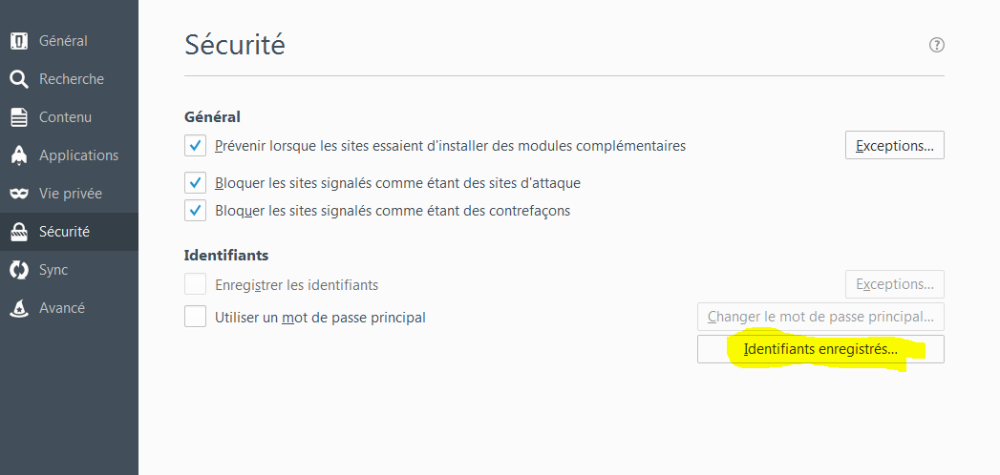 Général
Recherche
Contenu
Applications
Vie privée
Sécurité
Sync
Avancé
Sécurité
?
Général
Prévenir lorsque les sites essaient d'installer des modules complémentaires
Exceptions...
Bloquer les sites signalés comme étant des sites d'attaque
Bloquer les sites signalés comme étant des contrefaçons
Identifiants
Enregistrer les identifiants
Exceptions...
Utiliser un mot de passe principal
Changer le mot de passe principal...
Identifiants enregistrés...